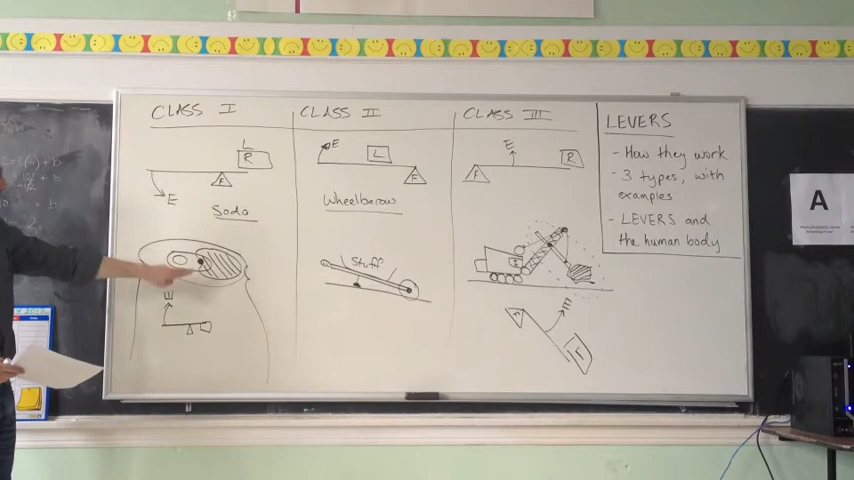 CLASS I
CLASS II
CLASS III
LEVERS
- How they work
- 3 types, with
examples
- LEVERS and
the human body
L
R
F
E
Soda
E
L
F
Wheelbarow
E
F
R
Stuff
E
E
A